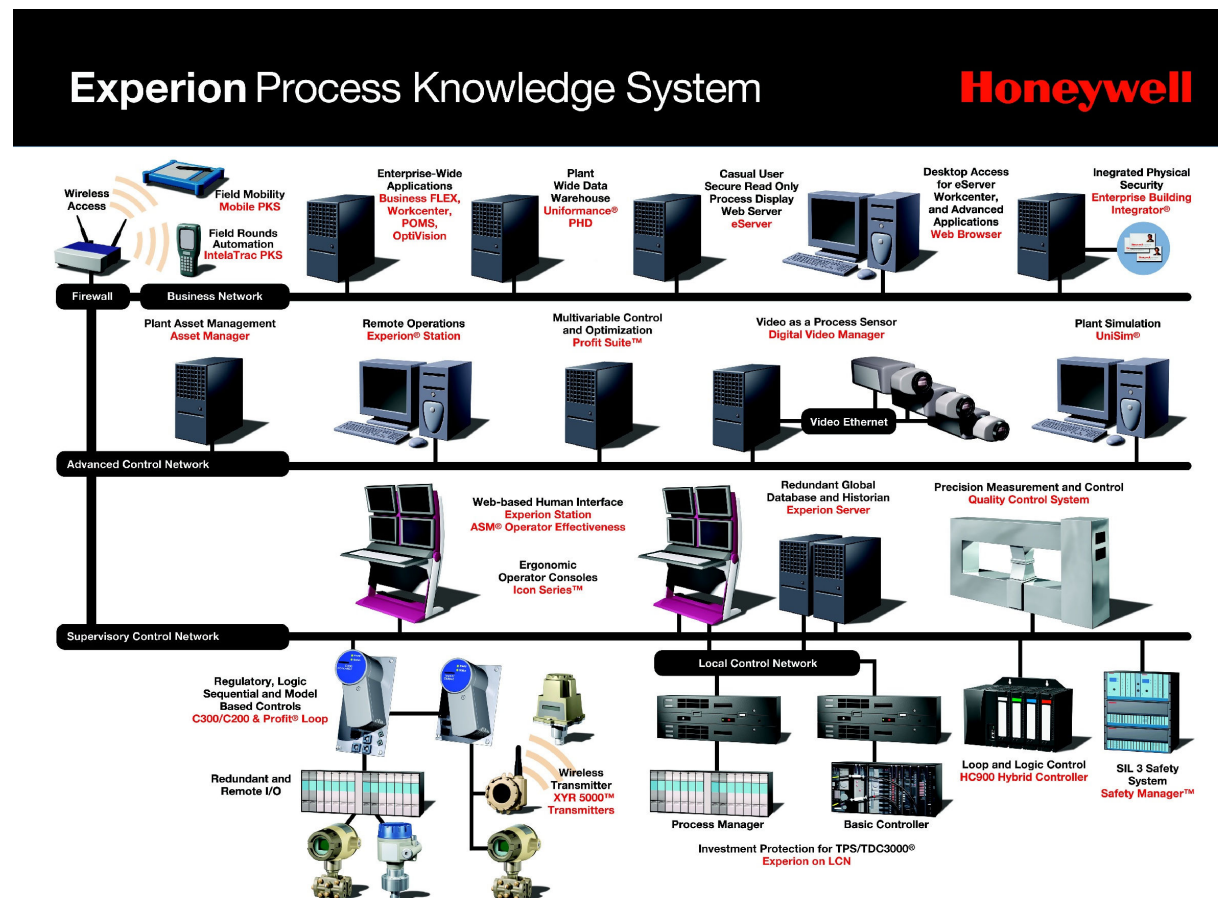 Experion Process Knowledge System
Honeywell
Wireless
Access
Field Mobility
Mobile PKS
Field Rounds
Automation
IntelaTrac PKS
Enterprise-Wide
Applications
Business FLEX,
Workcenter,
POMS,
OptiVision
Plant
Wide Data
Warehouse
Uniformance®
PHD
Casual User
Secure Read Only
Process Display
Web Server
eServer
Desktop Access
for eServer
Workcenter,
and Advanced
Applications
Web Browser
Inegrated Physical
Security
Enterprise Building
Integrator®
Firewall
Business Network
Plant Asset Management
Asset Manager
Remote Operations
Experion® Station
Multivariable Control
and Optimization
Profit Suite™
Video as a Process Sensor
Digital Video Manager
Plant Simulation
UniSim®
Video Ethernet
Advanced Control Network
Web-based Human Interface
Experion Station
ASM® Operator Effectiveness
Ergonomic
Operator Consoles
Icon Series™
Redundant Global
Database and Historian
Experion Server
Precision Measurement and Control
Quality Control System
Supervisory Control Network
Local Control Network
Regulatory, Logic
Sequential and Model
Based Controls
C300/C200 & Profit® Loop
Redundant and
Remote I/O
Wireless
Transmitter
XYR 5000™
Transmitters
Process Manager
Basic Controller
Loop and Logic Control
HC900 Hybrid Controller
SIL 3 Safety
System
Safety Manager™
Investment Protection for TPS/TDC3000®
Experion on LCN